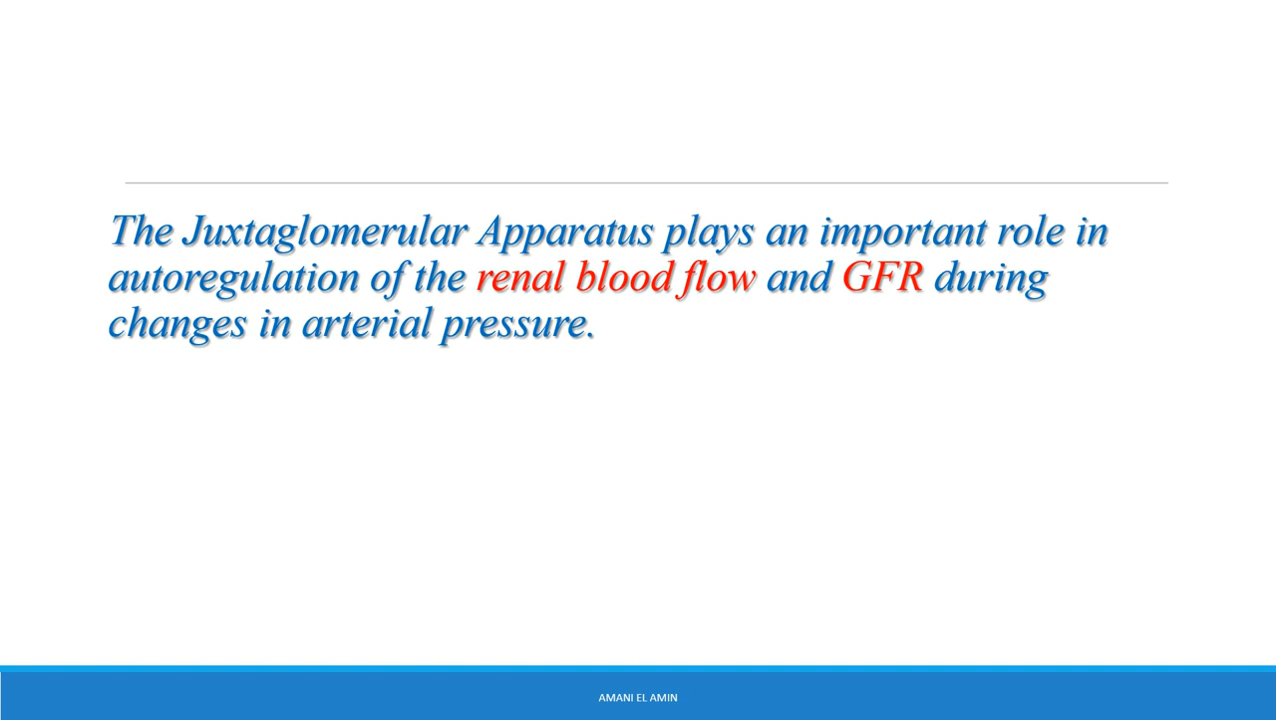 The Juxtaglomerular Apparatus plays an important role in
autoregulation of the renal blood flow and GFR during
changes in arterial pressure.
AMANI EL AMIN